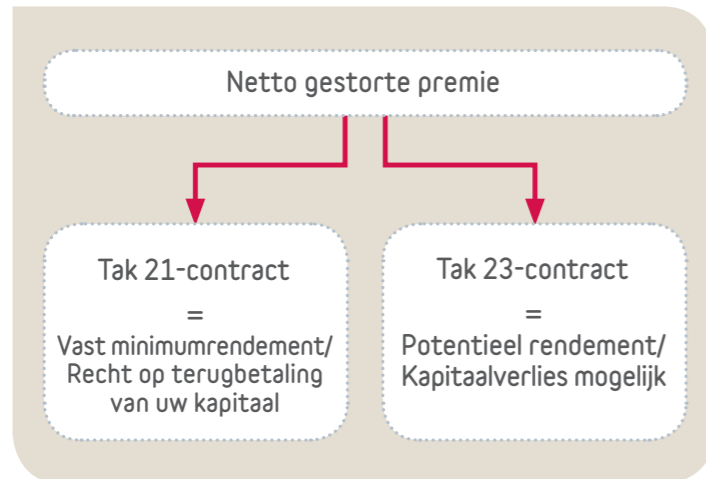 Netto gestorte premie
Tak 21-contract
=
Vast minimumrendement/
Recht op terugbetaling
van uw kapitaal
Tak 23-contract
=
Potentieel rendement/
Kapitaalverlies mogelijk